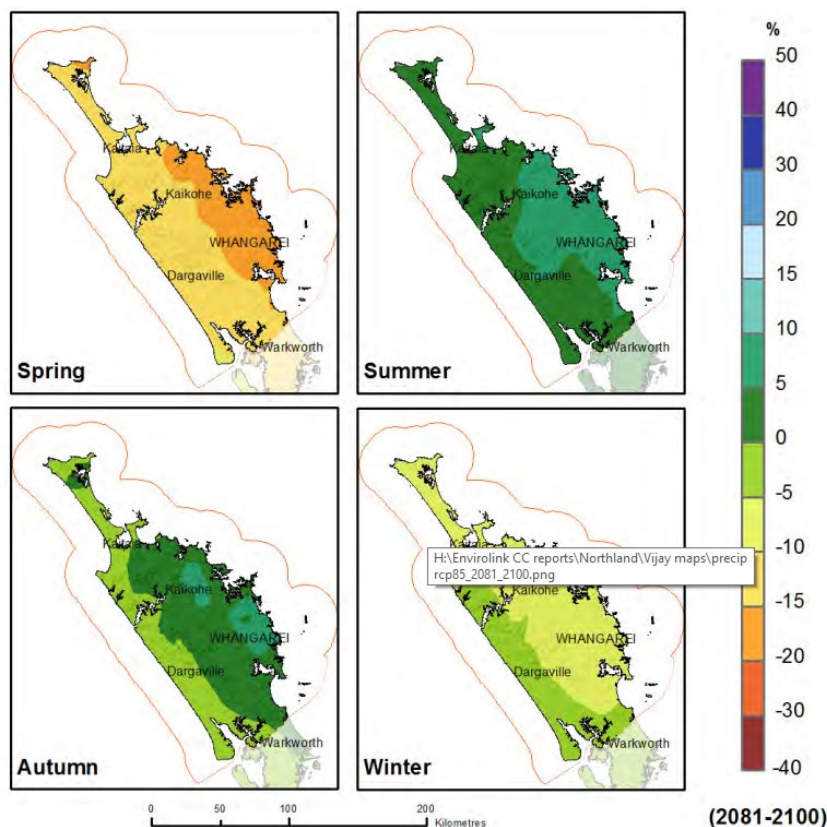 Kaitaia
Kaikohe
WHANGAREI
Dargaville
Warkworth
Spring
Kaitaia
Kaikohe
WHANGAREI
Dargaville
Warkworth
Summer
Kaitaia
Kaikohe
WHANGAREI
Dargaville
Warkworth
Autumn
Kaitaia
H:\Envirolink CC reports\Northland\Vijay maps\precip
rcp85_2081_2100.png
Kaikohe
WHANGAREI
Dargaville
Warkworth
Winter
%
50
40
30
20
15
10
5
0
-5
-10
-15
-20
-30
-40
0 50 100 200
Kilometres
(2081-2100)